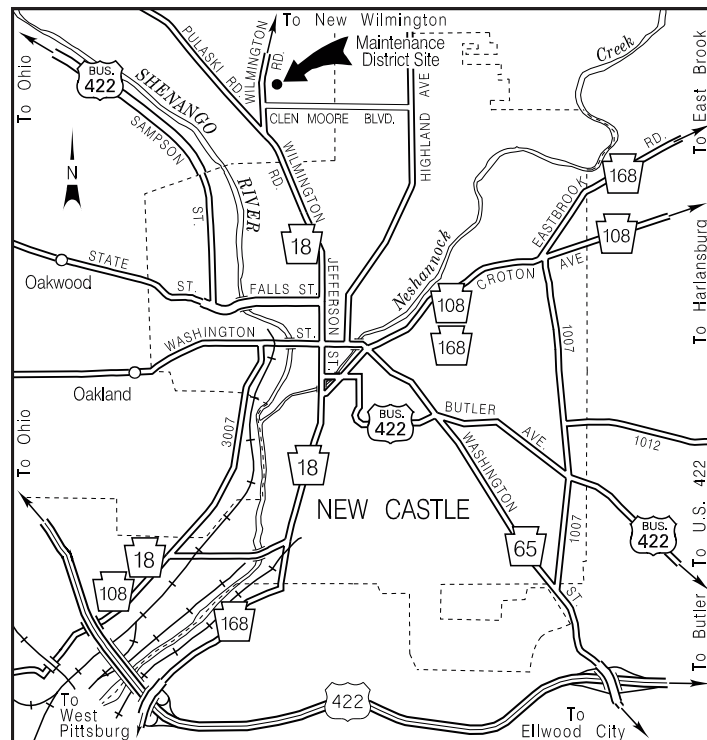 To New Wilmington
Maintenance
District Site
WILMINGTON
RD.
PULASKI RD.
CLEN MOORE BLVD.
HIGHLAND AVE
Creek
To East Brook
To Ohio
BUS.
422
SHENANGO
RIVER
SAMPSON
ST.
N
WILMINGTON
RD.
18
JEFFERSON
ST.
Neshannock
EASTBROOK
RD.
168
108
CROTON
AVE
To Harlansburg
STATE
ST.
FALLS ST.
Oakwood
108
168
1007
WASHINGTON
ST.
Oakland
BUS.
422
BUTLER
AVE
1012
To Ohio
3007
18
NEW CASTLE
WASHINGTON
ST.
65
1007
BUS.
422
To Butler
To U.S. 422
18
108
168
422
To
West
Pittsburg
To
Ellwood City